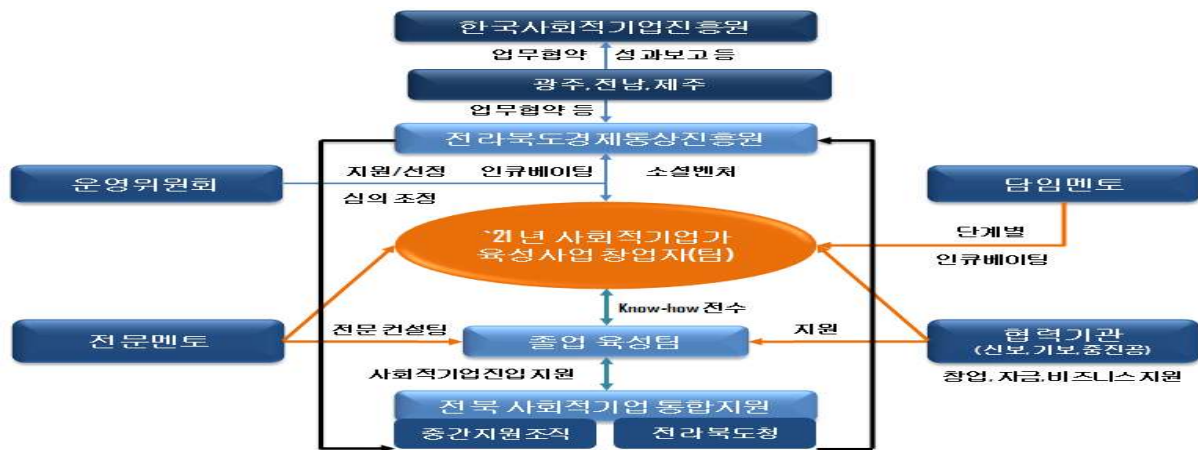 한국사회적기업진흥원
업무협약 성과보고 등
광주,전남,제주
업무협약 등
전라북도경제통상진흥원
운영위원회
지원/선정 인큐베이팅 소셜벤처
심의 조정
담임멘토
`21년 사회적기업가
육성사업 창업자(팀)
단계별
인큐베이팅
Know-how 전수
전문멘토
전문 컨설팅
졸업 육성팀
지원
협력기관
(신보,기보,중진공)
창업, 자금,비즈니스 지원
사회적기업진입 지원
전북 사회적기업 통합지원
중간지원조직
전라북도청